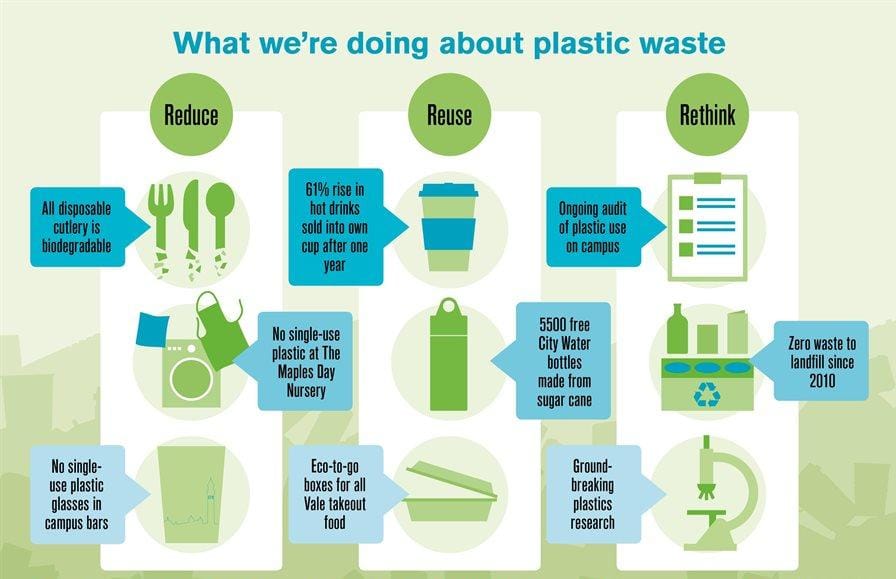 What we're doing about plastic waste
Reduce
All disposable
cutlery is
biodegradable
No single-use
plastic at The
Maples Day
Nursery
No single-
use plastic
glasses in
campus bars
Reuse
61% rise in
hot drinks
sold into own
cup after one
year
5500 free
City Water
bottles
made from
sugar cane
Eco-to-go
boxes for all
Vale takeout
food
Rethink
Ongoing audit
of plastic use
on campus
Zero waste to
landfill since
2010
Ground-
breaking
plastics
research